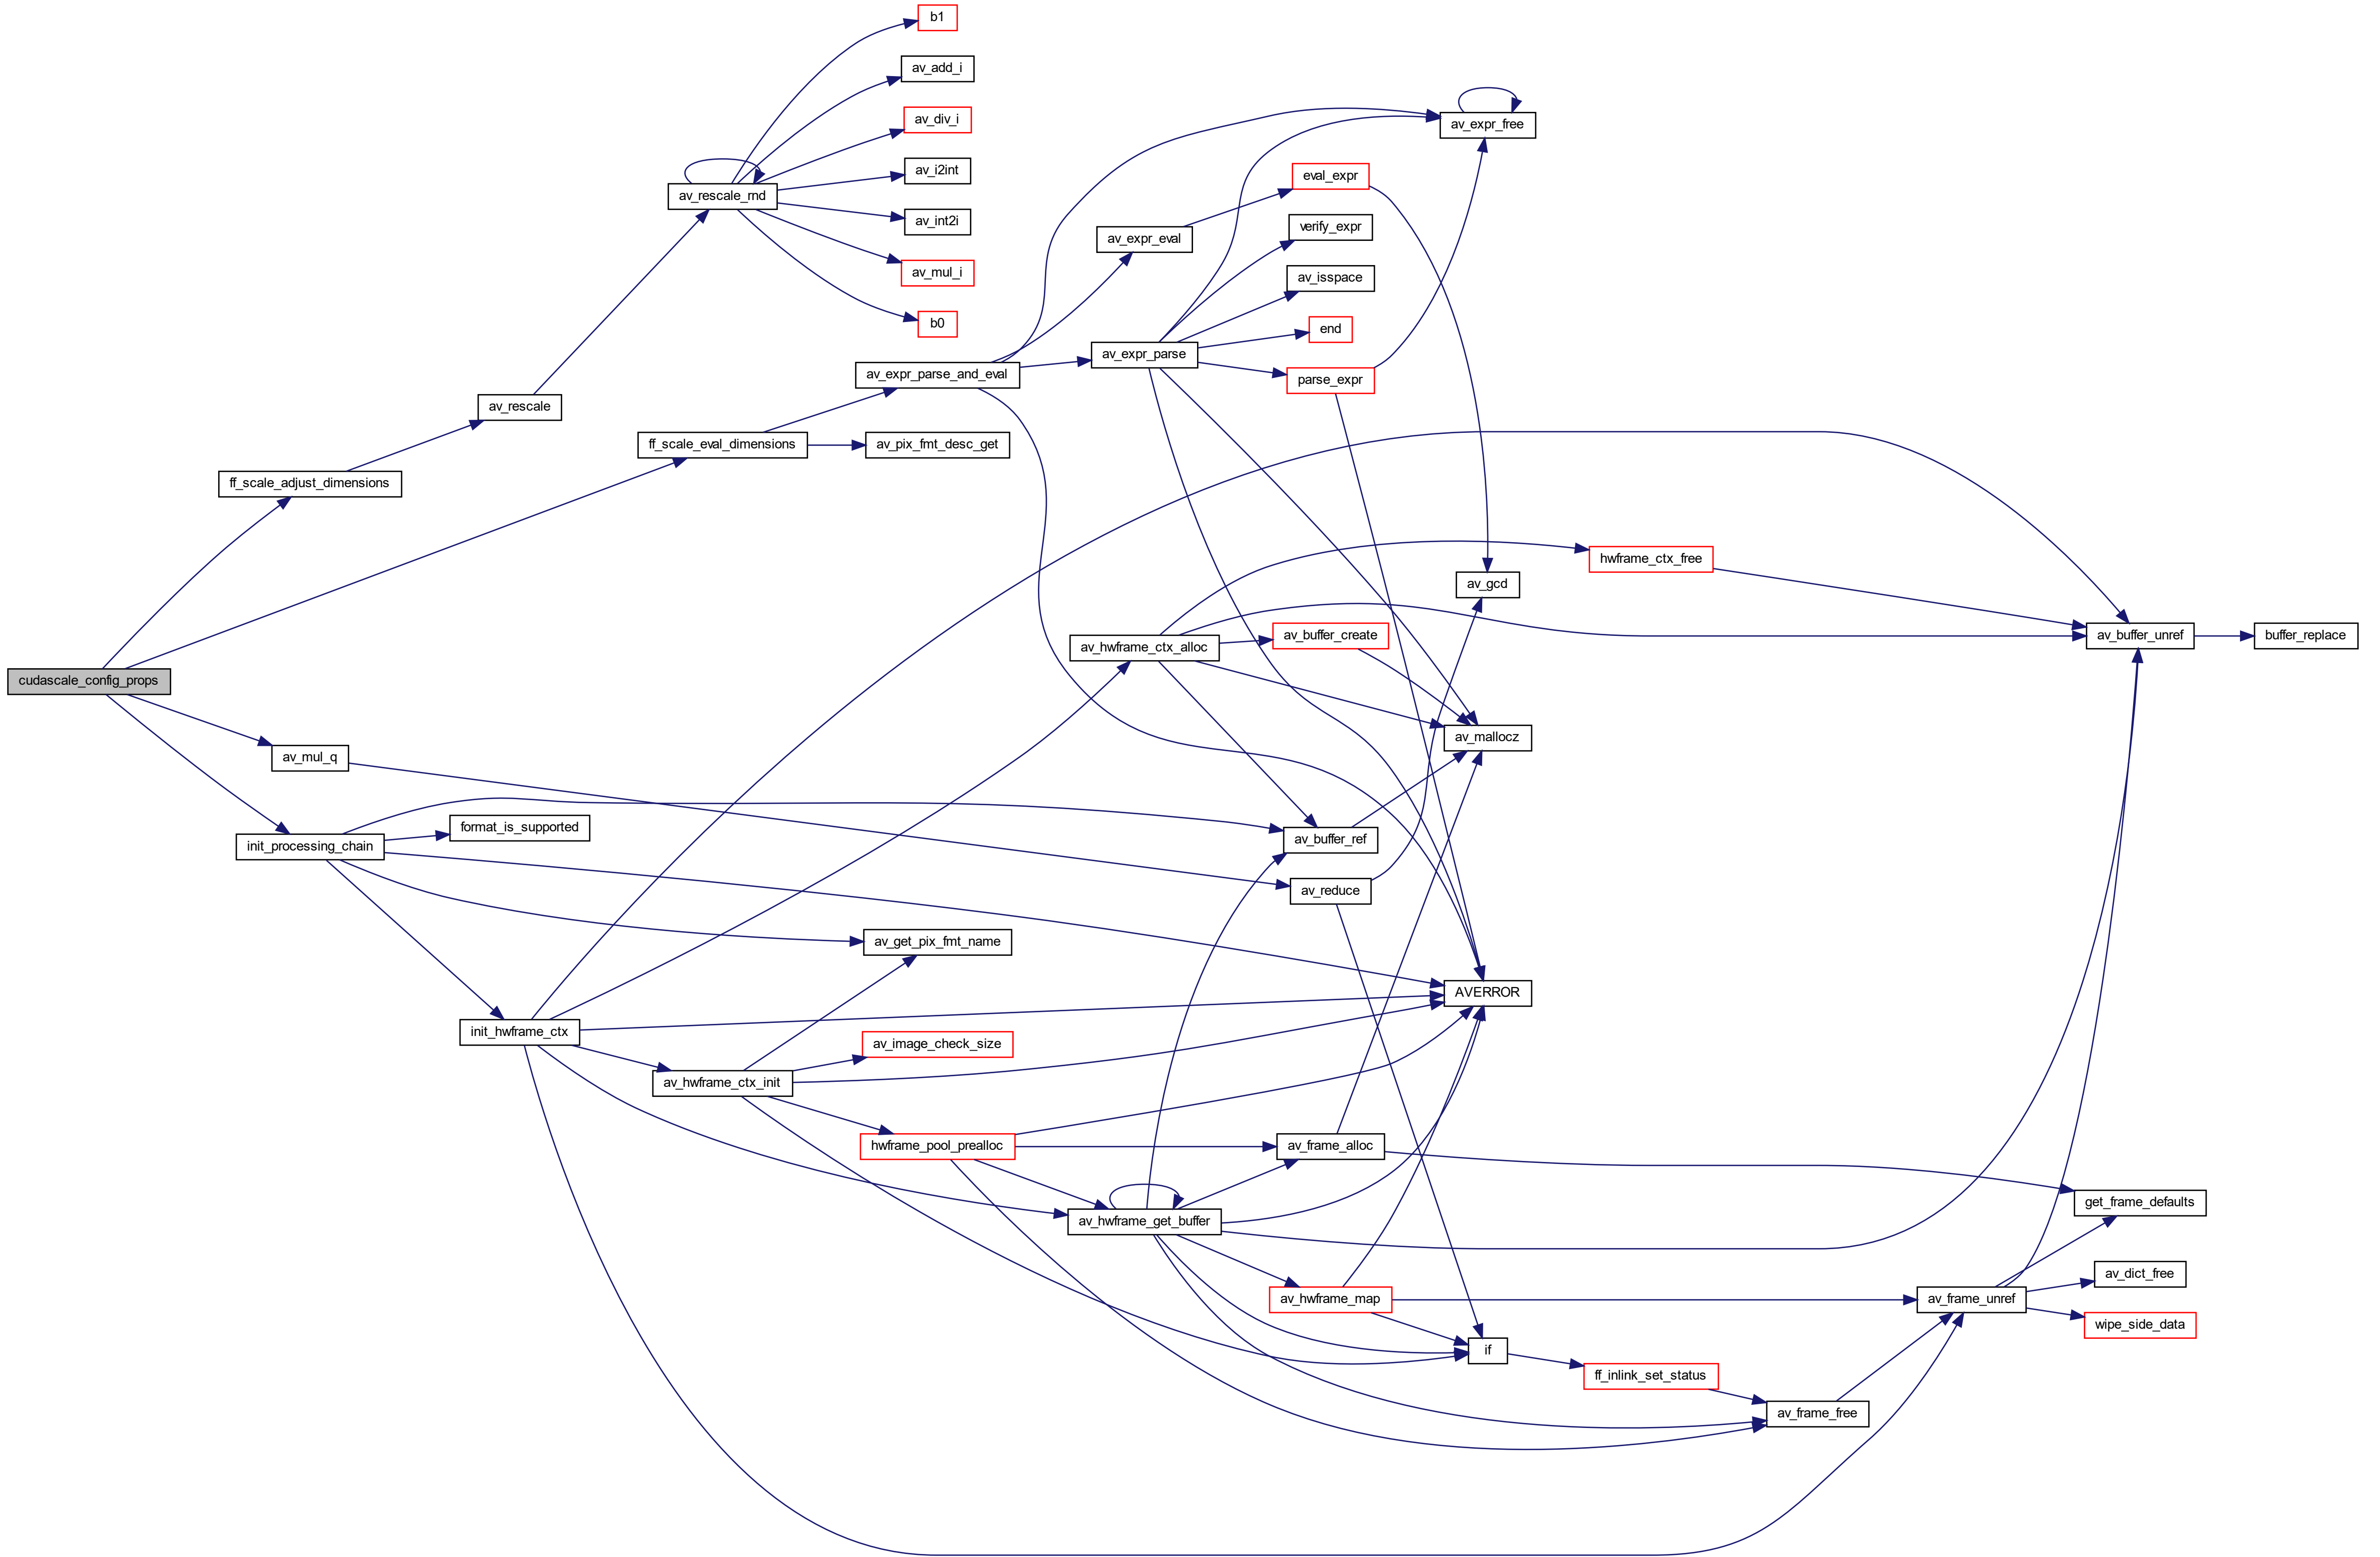 b1
av_add_i
av_div_i
av_i2int
av_rescale_rnd
av_int2i
av_mul_i
b0
av_expr_free
eval_expr
verify_expr
av_expr_eval
av_isspace
end
av_expr_parse
parse_expr
av_expr_parse_and_eval
av_rescale
ff_scale_eval_dimensions
av_pix_fmt_desc_get
ff_scale_adjust_dimensions
hwframe_ctx_free
av_gcd
av_buffer_create
av_hwframe_ctx_alloc
av_buffer_unref
buffer_replace
cudascale_config_props
av_mul_q
av_mallocz
format_is_supported
init_processing_chain
av_buffer_ref
av_reduce
av_get_pix_fmt_name
AVERROR
init_hwframe_ctx
av_image_check_size
av_hwframe_ctx_init
hwframe_pool_prealloc
av_frame_alloc
get_frame_defaults
av_hwframe_get_buffer
av_dict_free
av_hwframe_map
av_frame_unref
wipe_side_data
if
ff_inlink_set_status
av_frame_free